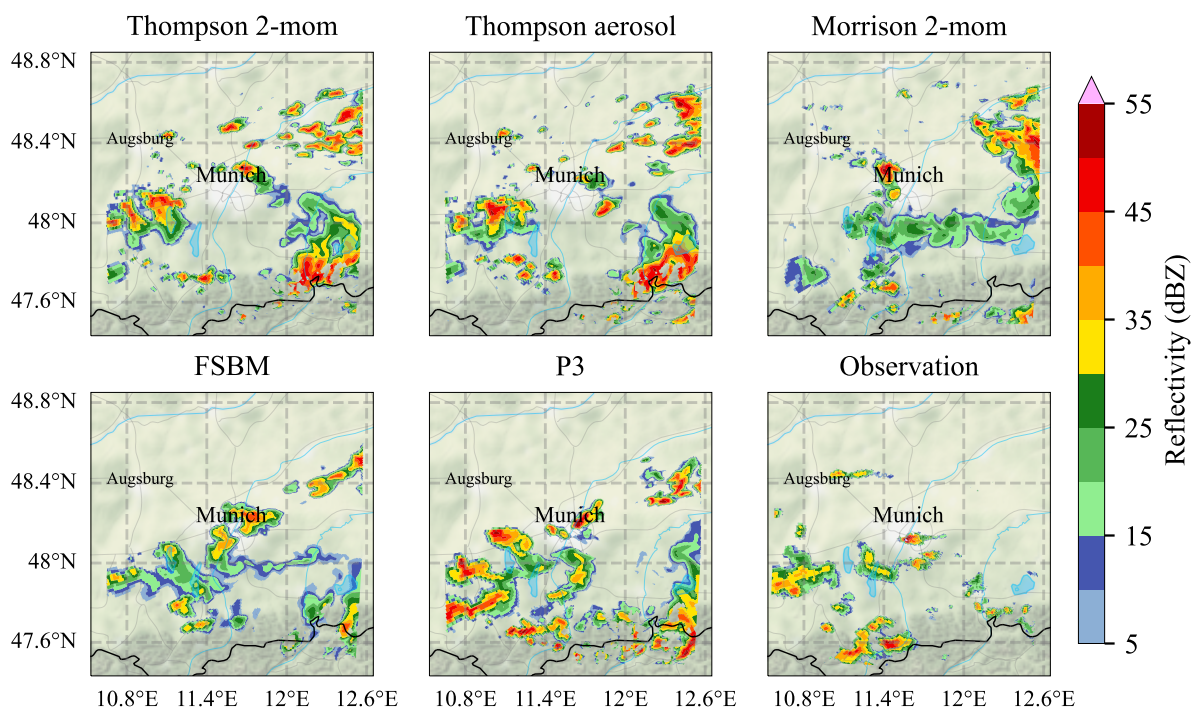 Thompson 2-mom
Thompson aerosol
Morrison 2-mom
48.8°N
48.4°N
48°N
47.6°N
Augsburg
Munich
Augsburg
Munich
Augsburg
Munich
FSBM
P3
Observation
48.8°N
48.4°N
48°N
47.6°N
Augsburg
Munich
Augsburg
Munich
Augsburg
Munich
10.8°E 11.4°E 12°E 12.6°E
10.8°E 11.4°E 12°E 12.6°E
10.8°E 11.4°E 12°E 12.6°E
55
45
35
25
15
5
Reflectivity (dBZ)